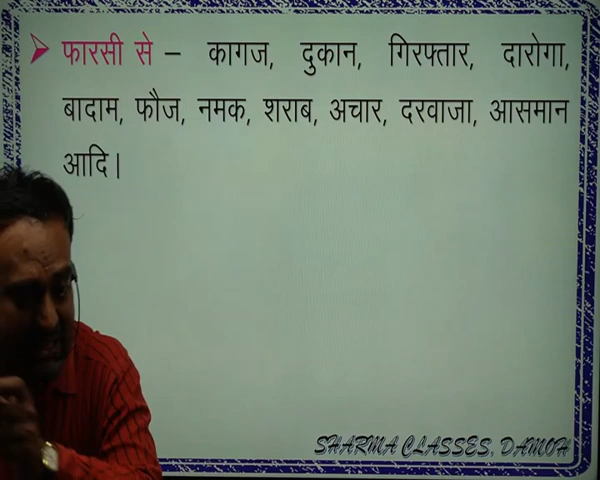 फारसी से – कागज, दुकान, गिरफ्तार, दारोगा,
बादाम, फौज, नमक, शराब, अचार, दरवाजा, आसमान
आदि।
SHARMA CLASSES, DAMOH